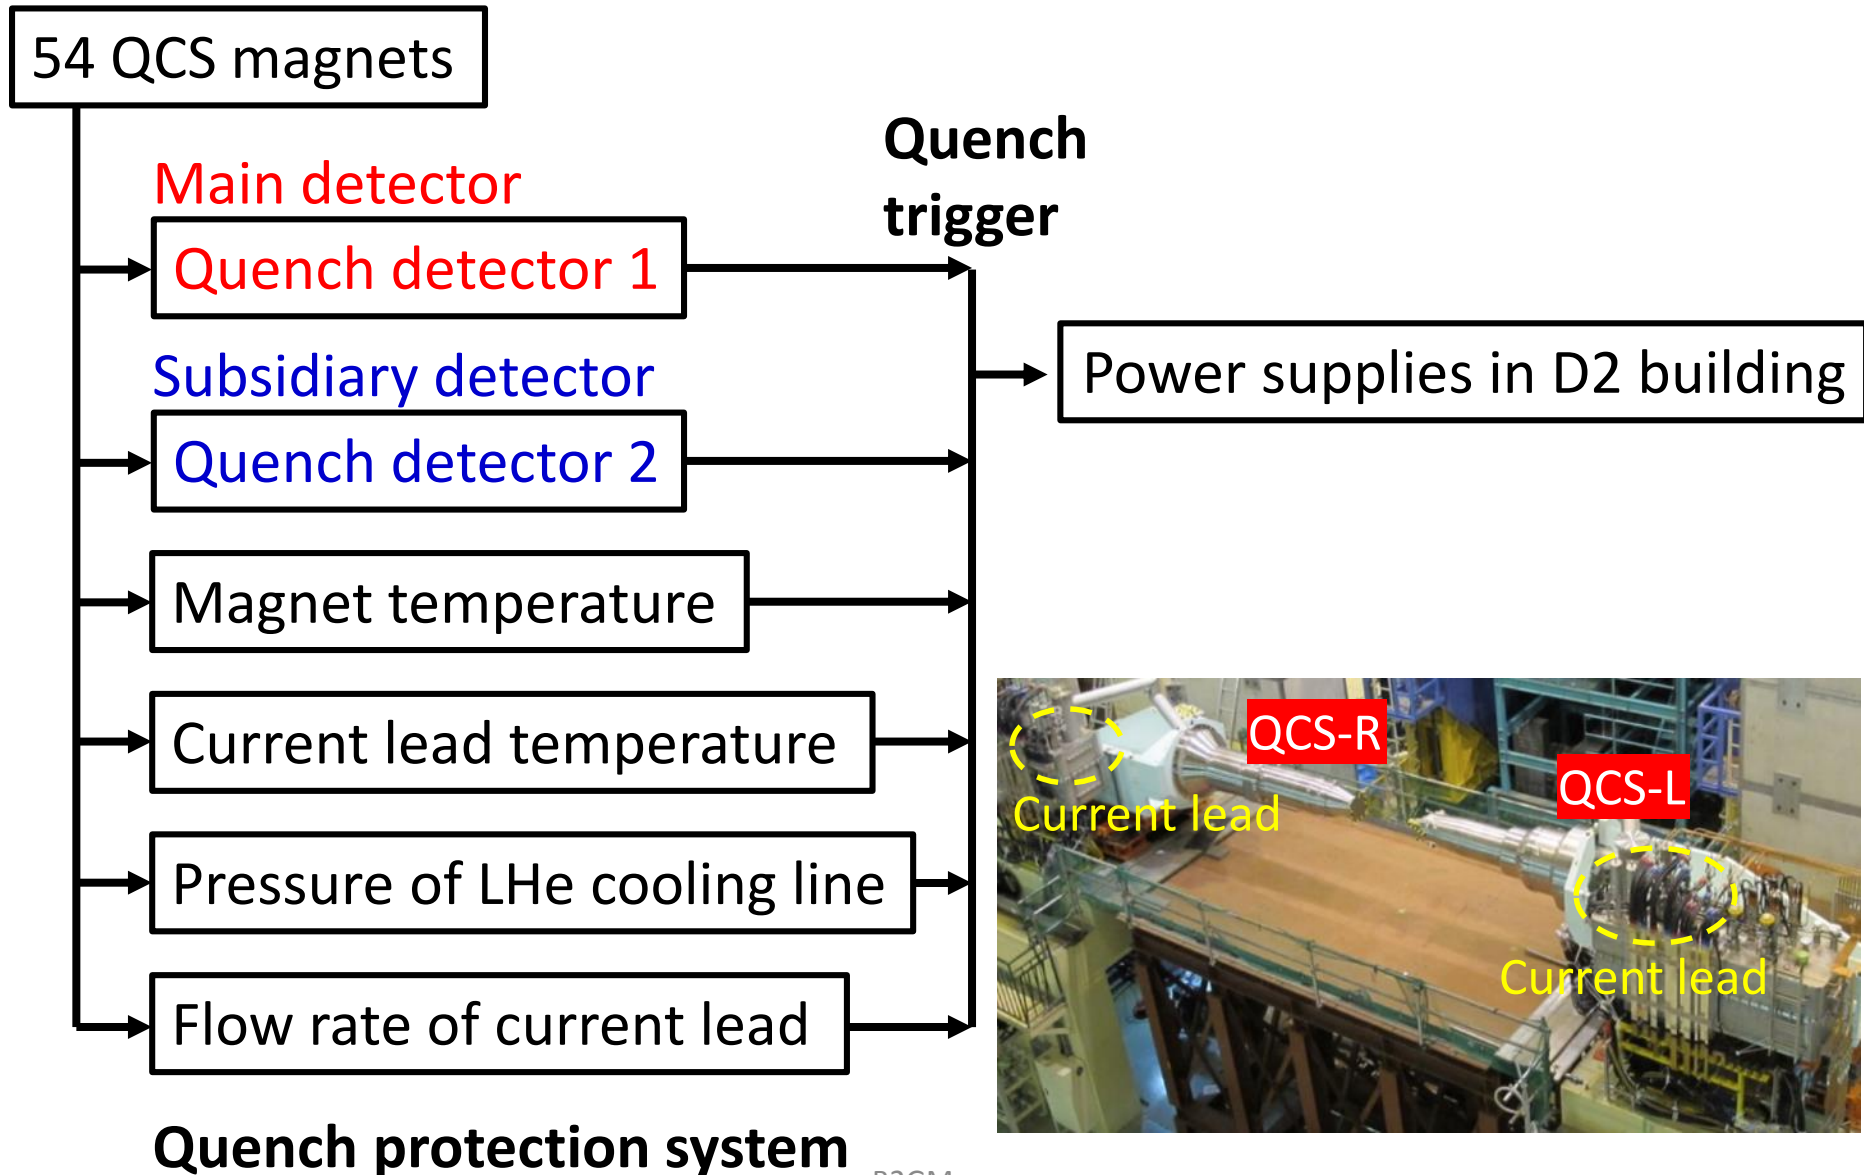 54 QCS magnets
Quench
trigger
Main detector
Quench detector 1
Subsidiary detector
Quench detector 2
Power supplies in D2 building
Magnet temperature
Current lead temperature
Pressure of LHe cooling line
Flow rate of current lead
QCS-R
QCS-L
Current lead
Current lead
Quench protection system